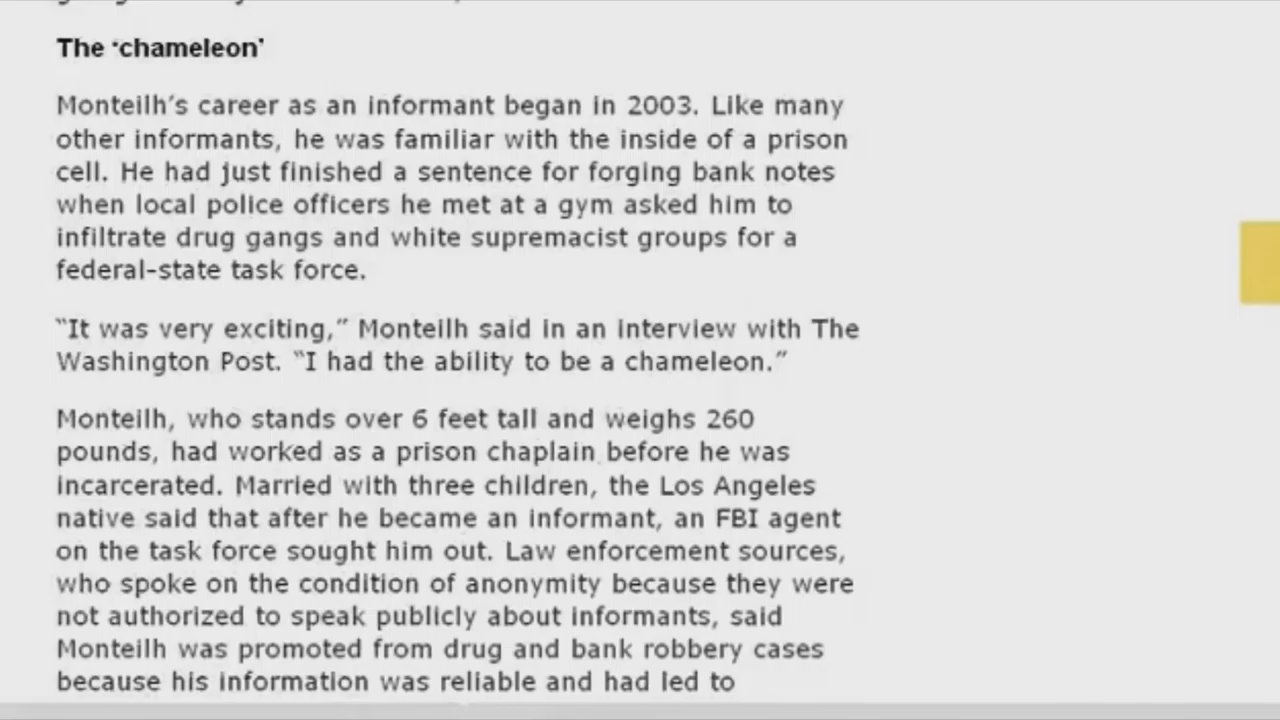 The ‘chameleon’
Monteilh’s career as an informant began in 2003. Like many
other informants, he was familiar with the inside of a prison
cell. He had just finished a sentence for forging bank notes
when local police officers he met at a gym asked him to
infiltrate drug gangs and white supremacist groups for a
federal-state task force.
“It was very exciting,” Monteilh said in an interview with The
Washington Post. “I had the ability to be a chameleon.”
Monteilh, who stands over 6 feet tall and weighs 260
pounds, had worked as a prison chaplain before he was
incarcerated. Married with three children, the Los Angeles
native said that after he became an informant, an FBI agent
on the task force sought him out. Law enforcement sources,
who spoke on the condition of anonymity because they were
not authorized to speak publicly about informants, said
Monteilh was promoted from drug and bank robbery cases
because his information was reliable and had led to